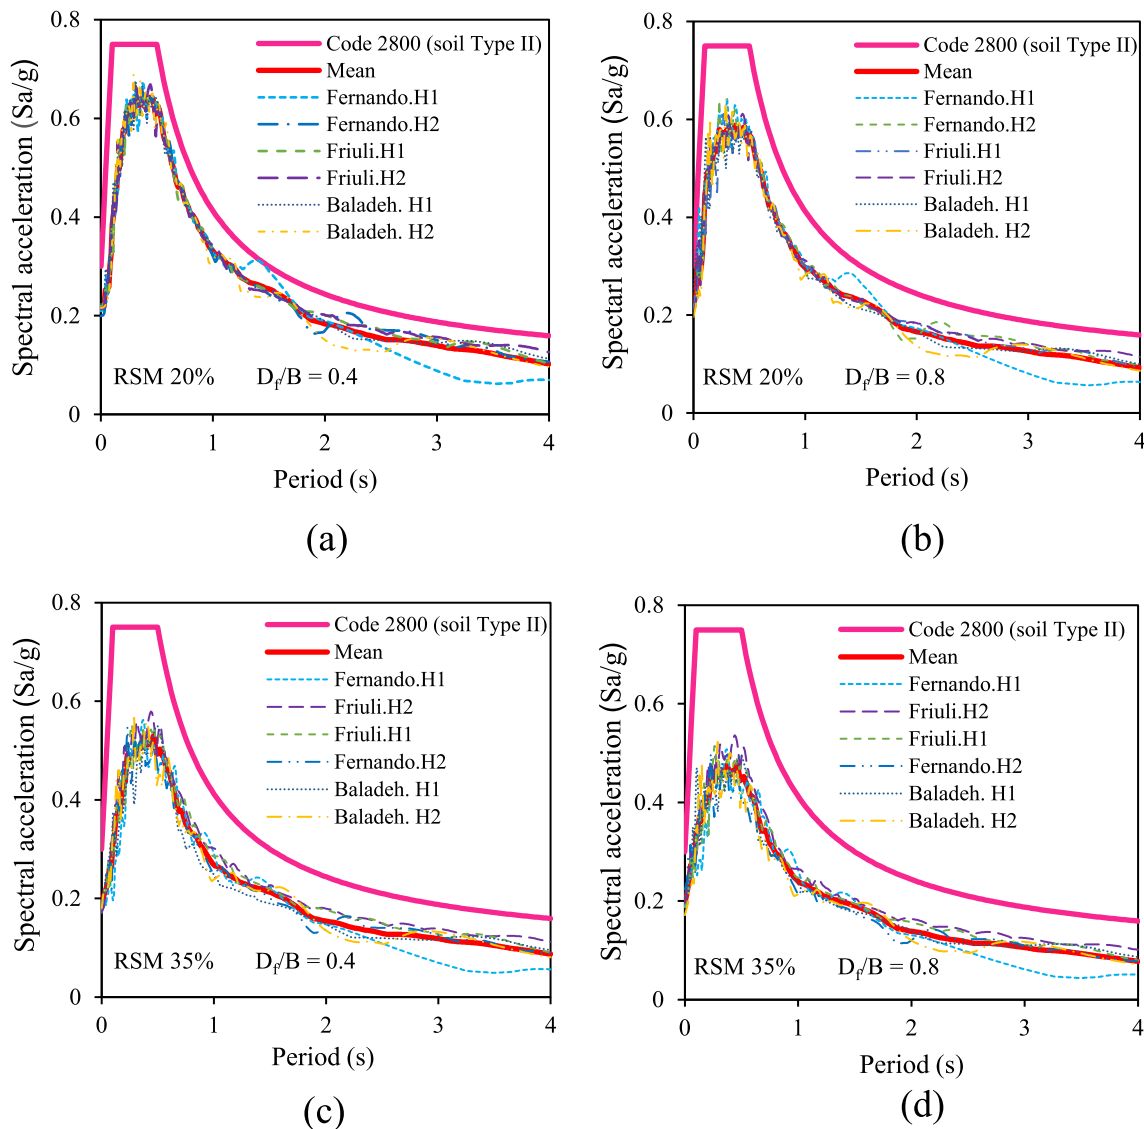 0.8
0.6
0.4
0.2
0
Spectral acceleration (Sa/g)
Code 2800 (soil Type II)
Mean
Fernando.H1
Fernando.H2
Friuli.H1
Friuli.H2
Baladeh. H1
Baladeh. H2
RSM 20% Df/B = 0.4
0 1 2 3 4
Period (s)
(a)
0.8
0.6
0.4
0.2
0
Spectarl acceleration (Sa/g)
Code 2800 (soil Type II)
Mean
Fernando.H1
Fernando.H2
Friuli.H1
Friuli.H2
Baladeh. H1
Baladeh. H2
RSM 20% Df/B = 0.8
0 1 2 3 4
Period (s)
(b)
0.8
0.6
0.4
0.2
0
Spectral acceleration (Sa/g)
Code 2800 (soil Type II)
Mean
Fernando.H1
Friuli.H2
Friuli.H1
Fernando.H2
Baladeh. H1
Baladeh. H2
RSM 35% Df/B = 0.4
0 1 2 3 4
Period (s)
(c)
0.8
0.6
0.4
0.2
0
Spectral acceleration (Sa/g)
Code 2800 (soil Type II)
Mean
Fernando.H1
Friuli.H2
Friuli.H1
Fernando.H2
Baladeh. H1
Baladeh. H2
RSM 35% Df/B = 0.8
0 1 2 3 4
Period (s)
(d)